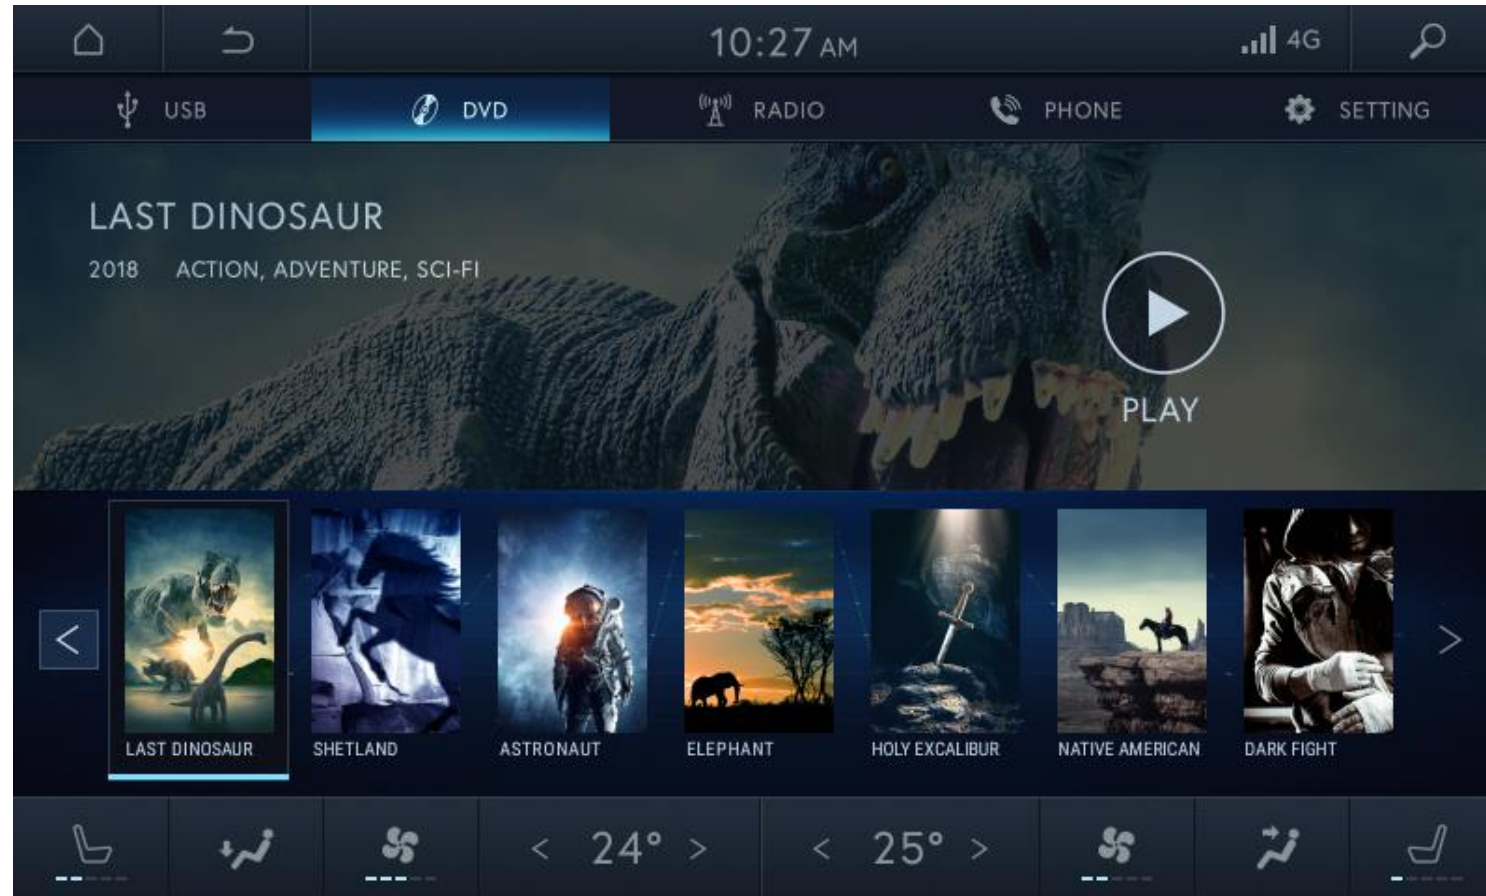 10:27 AM
4G
USB
DVD
RADIO
PHONE
SETTING
LAST DINOSAUR
2018 ACTION, ADVENTURE, SCI-FI
PLAY
LAST DINOSAUR
SHETLAND
ASTRONAUT
ELEPHANT
HOLY EXCALIBUR
NATIVE AMERICAN
DARK FIGHT
< 24° >
< 25° >